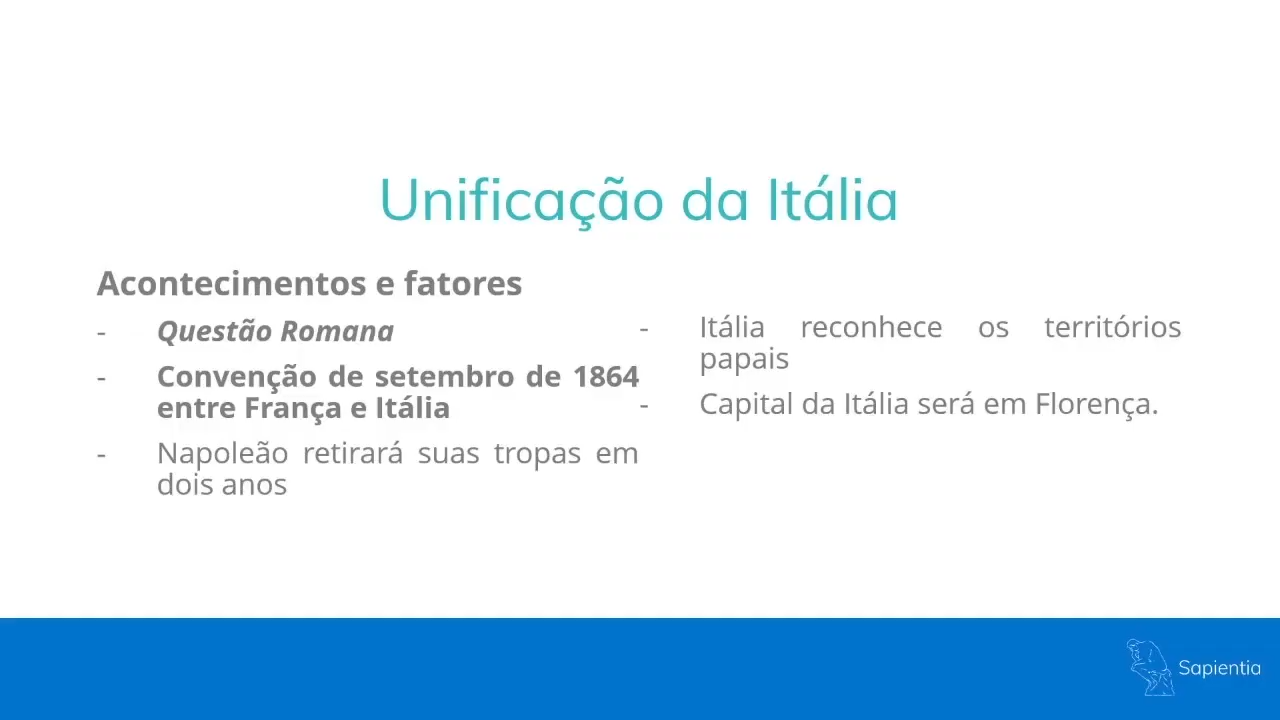 Unificação da Itália
Acontecimentos e fatores
- Questão Romana
- Convenção de setembro de 1864
entre França e Itália
- Napoleão retirará suas tropas em
dois anos
- Itália reconhece os territórios
papais
- Capital da Itália será em Florença.
Sapientia